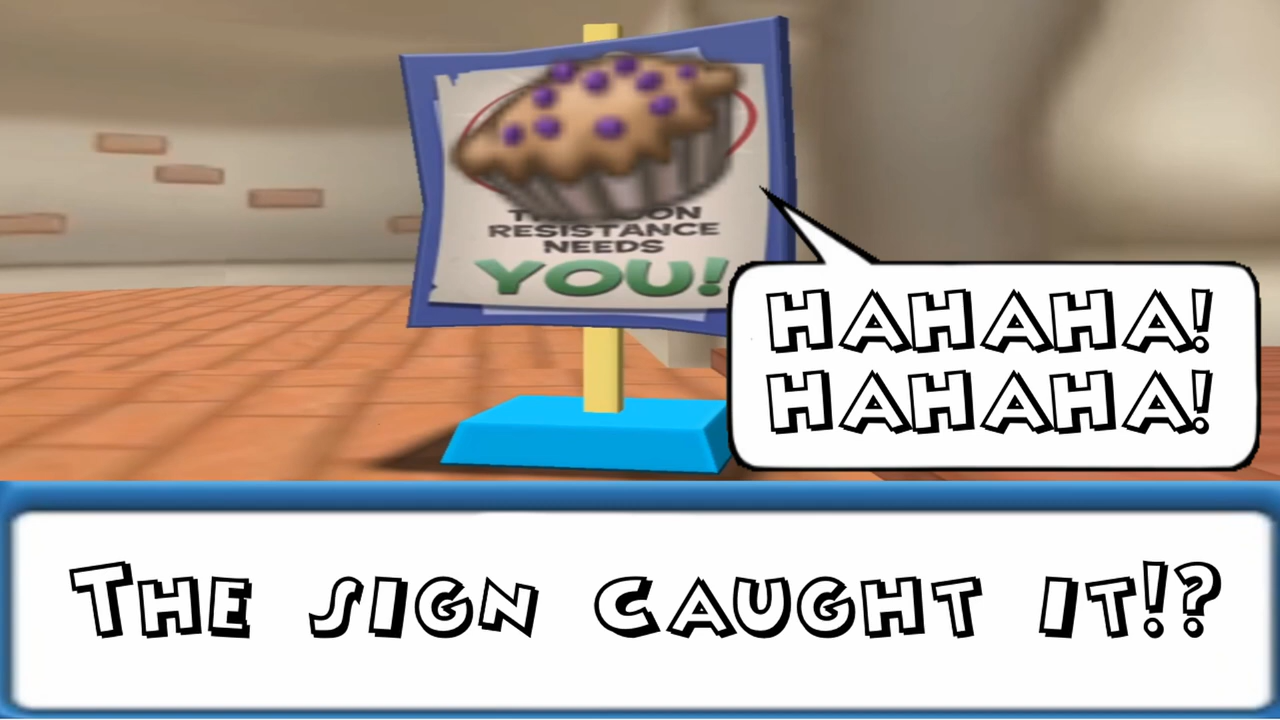 RESISTANCE
NEEDS
YOU!
HAHAHA!
HAHAHA!
THE SIGN CAUGHT IT!?